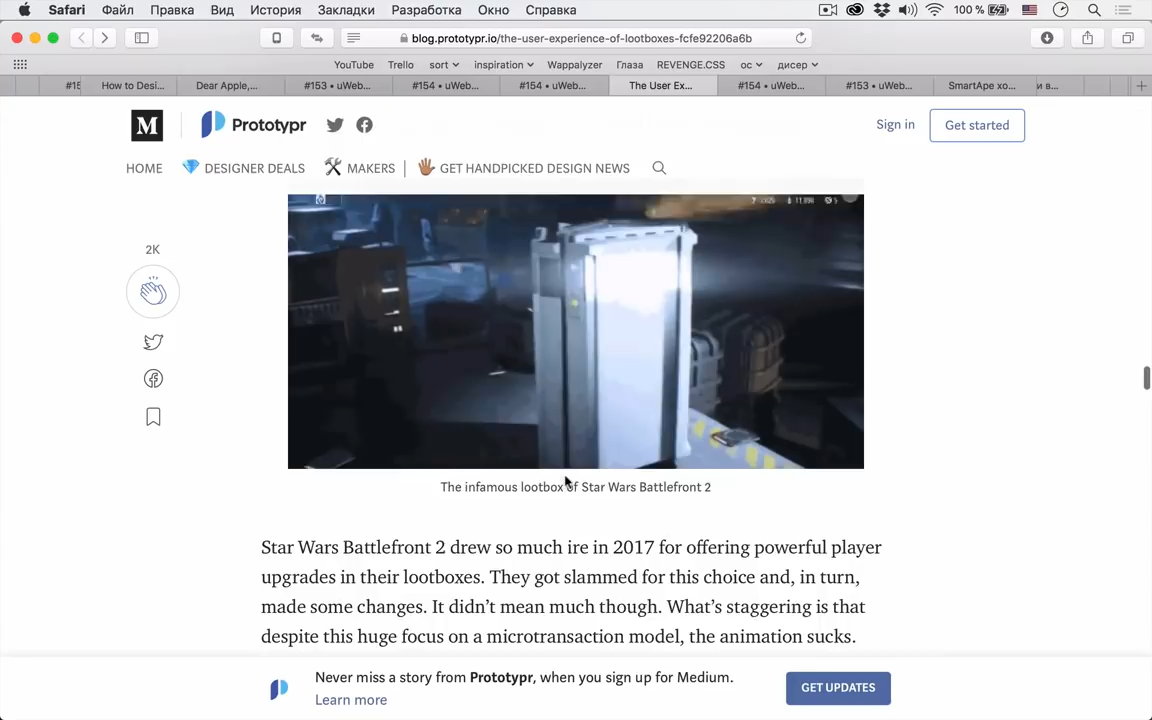 Safari Файл Правка Вид История Закладки Разработка Окно Справка 100 %
blog.prototypr.io/the-user-experience-of-lootboxes-fcfe92206a6b
YouTube Trello sort inspiration Wappalyzer Глаза REVENGE.CSS ос дисер
#15 How to Desi... Dear Apple,... #153 • uWeb... #154 • uWeb... #154 • uWeb... The User Ex... #154 • uWeb... #153 • uWeb... SmartApe хо... и в...
M Prototypr Sign in Get started
HOME DESIGNER DEALS MAKERS GET HANDPICKED DESIGN NEWS
2K
The infamous lootbox of Star Wars Battlefront 2
Star Wars Battlefront 2 drew so much ire in 2017 for offering powerful player
upgrades in their lootboxes. They got slammed for this choice and, in turn,
made some changes. It didn’t mean much though. What’s staggering is that
despite this huge focus on a microtransaction model, the animation sucks.
Never miss a story from Prototypr, when you sign up for Medium.
Learn more
GET UPDATES